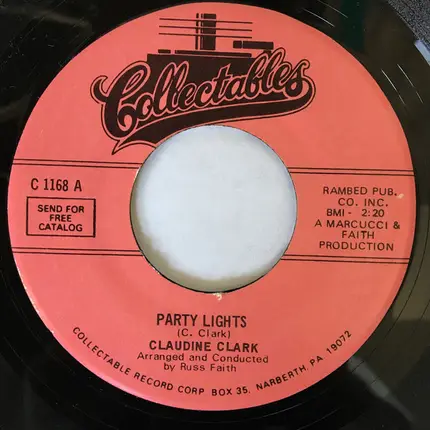 Collectables
C 1168 A
SEND FOR
FREE
CATALOG
RAMBED PUB.
CO. INC.
BMI - 2:20
A MARCUCCI &
FAITH
PRODUCTION
PARTY LIGHTS
(C. Clark)
CLAUDINE CLARK
Arranged and Conducted
by Russ Faith
COLLECTABLE RECORD CORP BOX 35, NARBERTH, PA 19072